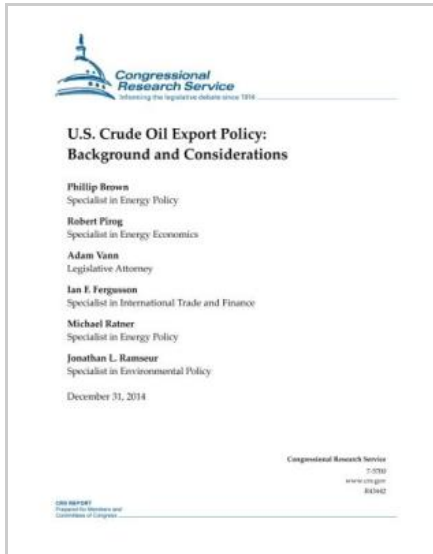 Congressional
Research Service
Informing the legislative debate since 1914
U.S. Crude Oil Export Policy:
Background and Considerations
Phillip Brown
Specialist in Energy Policy
Robert Pirog
Specialist in Energy Economics
Adam Vann
Legislative Attorney
Ian F. Fergusson
Specialist in International Trade and Finance
Michael Ratner
Specialist in Energy Policy
Jonathan L. Ramseur
Specialist in Environmental Policy
December 31, 2014
Congressional Research Service
7-5700
www.crs.gov
R43442
CRS REPORT
Prepared for Members and
Committees of Congress